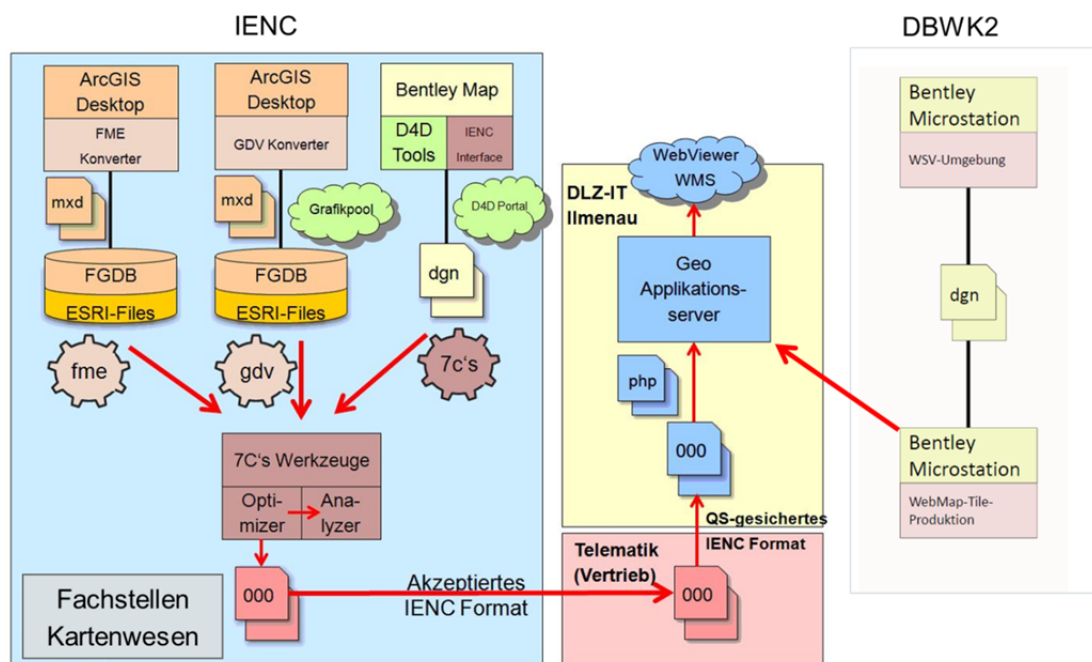 IENC
DBWK2
ArcGIS
Desktop
FME
Konverter
mxd
FGDB
ESRI-Files
fme
ArcGIS
Desktop
GDV Konverter
mxd
Grafikpool
FGDB
ESRI-Files
gdv
Bentley Map
D4D
Tools
IENC
Interface
D4D Portal
dgn
7c's
7C's Werkzeuge
Opti-
mizer
Ana-
lyzer
000
Fachstellen
Kartenwesen
Akzeptiertes
IENC Format
WebViewer
WMS
DLZ-IT
Ilmenau
Geo
Applikations-
server
php
000
QS-gesichertes
IENC Format
Telematik
(Vertrieb)
000
Bentley
Microstation
WSV-Umgebung
dgn
Bentley
Microstation
WebMap-Tile-
Produktion